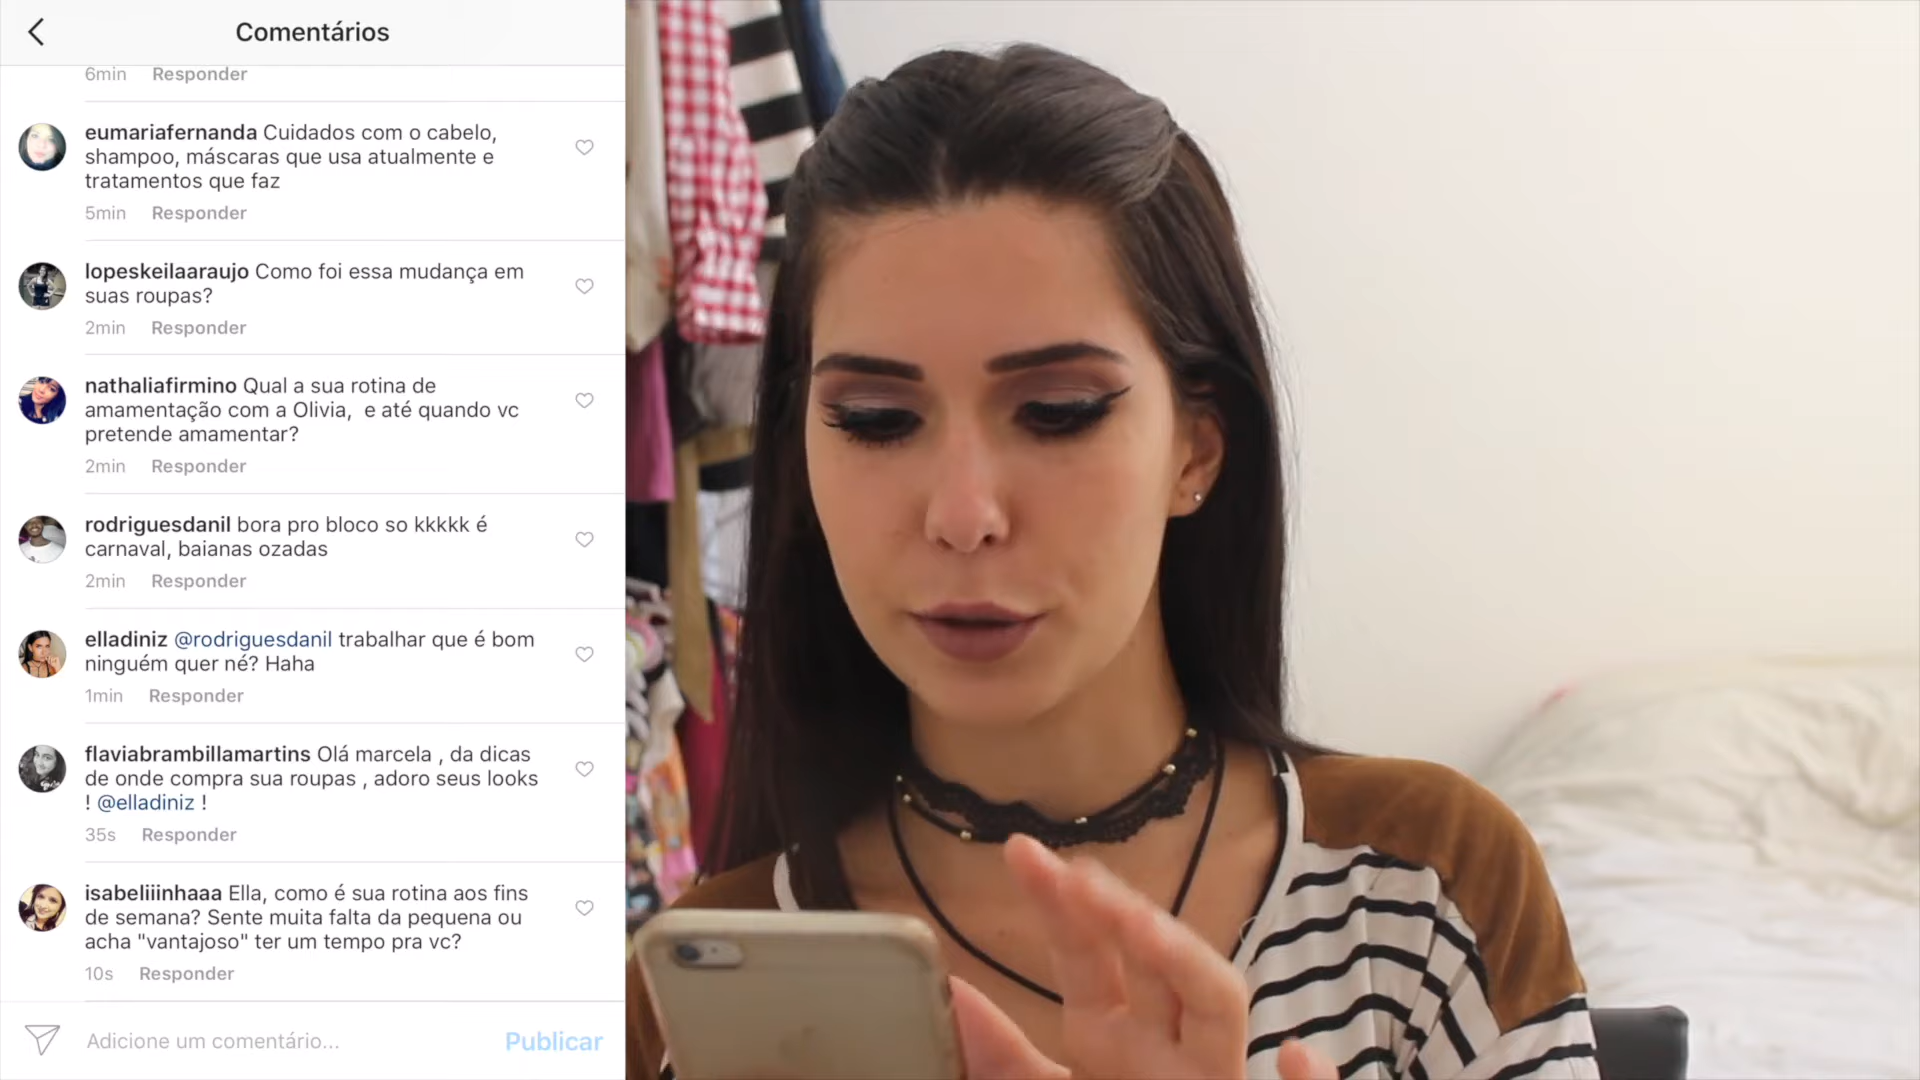 Comentários
6min Responder
eumariafernanda Cuidados com o cabelo,
shampoo, máscaras que usa atualmente e
tratamentos que faz
5min Responder
lopeskeilaaraujo Como foi essa mudança em
suas roupas?
2min Responder
nathaliafirmino Qual a sua rotina de
amamentação com a Olivia, e até quando vc
pretende amamentar?
2min Responder
rodriguesdanil bora pro bloco so kkkkk é
carnaval, baianas ozadas
2min Responder
elladiniz @rodriguesdanil trabalhar que é bom
ninguém quer né? Haha
1min Responder
flaviabrambillamartins Olá marcela , da dicas
de onde compra sua roupas , adoro seus looks
! @elladiniz !
35s Responder
isabeliiinhaaa Ella, como é sua rotina aos fins
de semana? Sente muita falta da pequena ou
acha "vantajoso" ter um tempo pra vc?
10s Responder
Adicione um comentário... Publicar